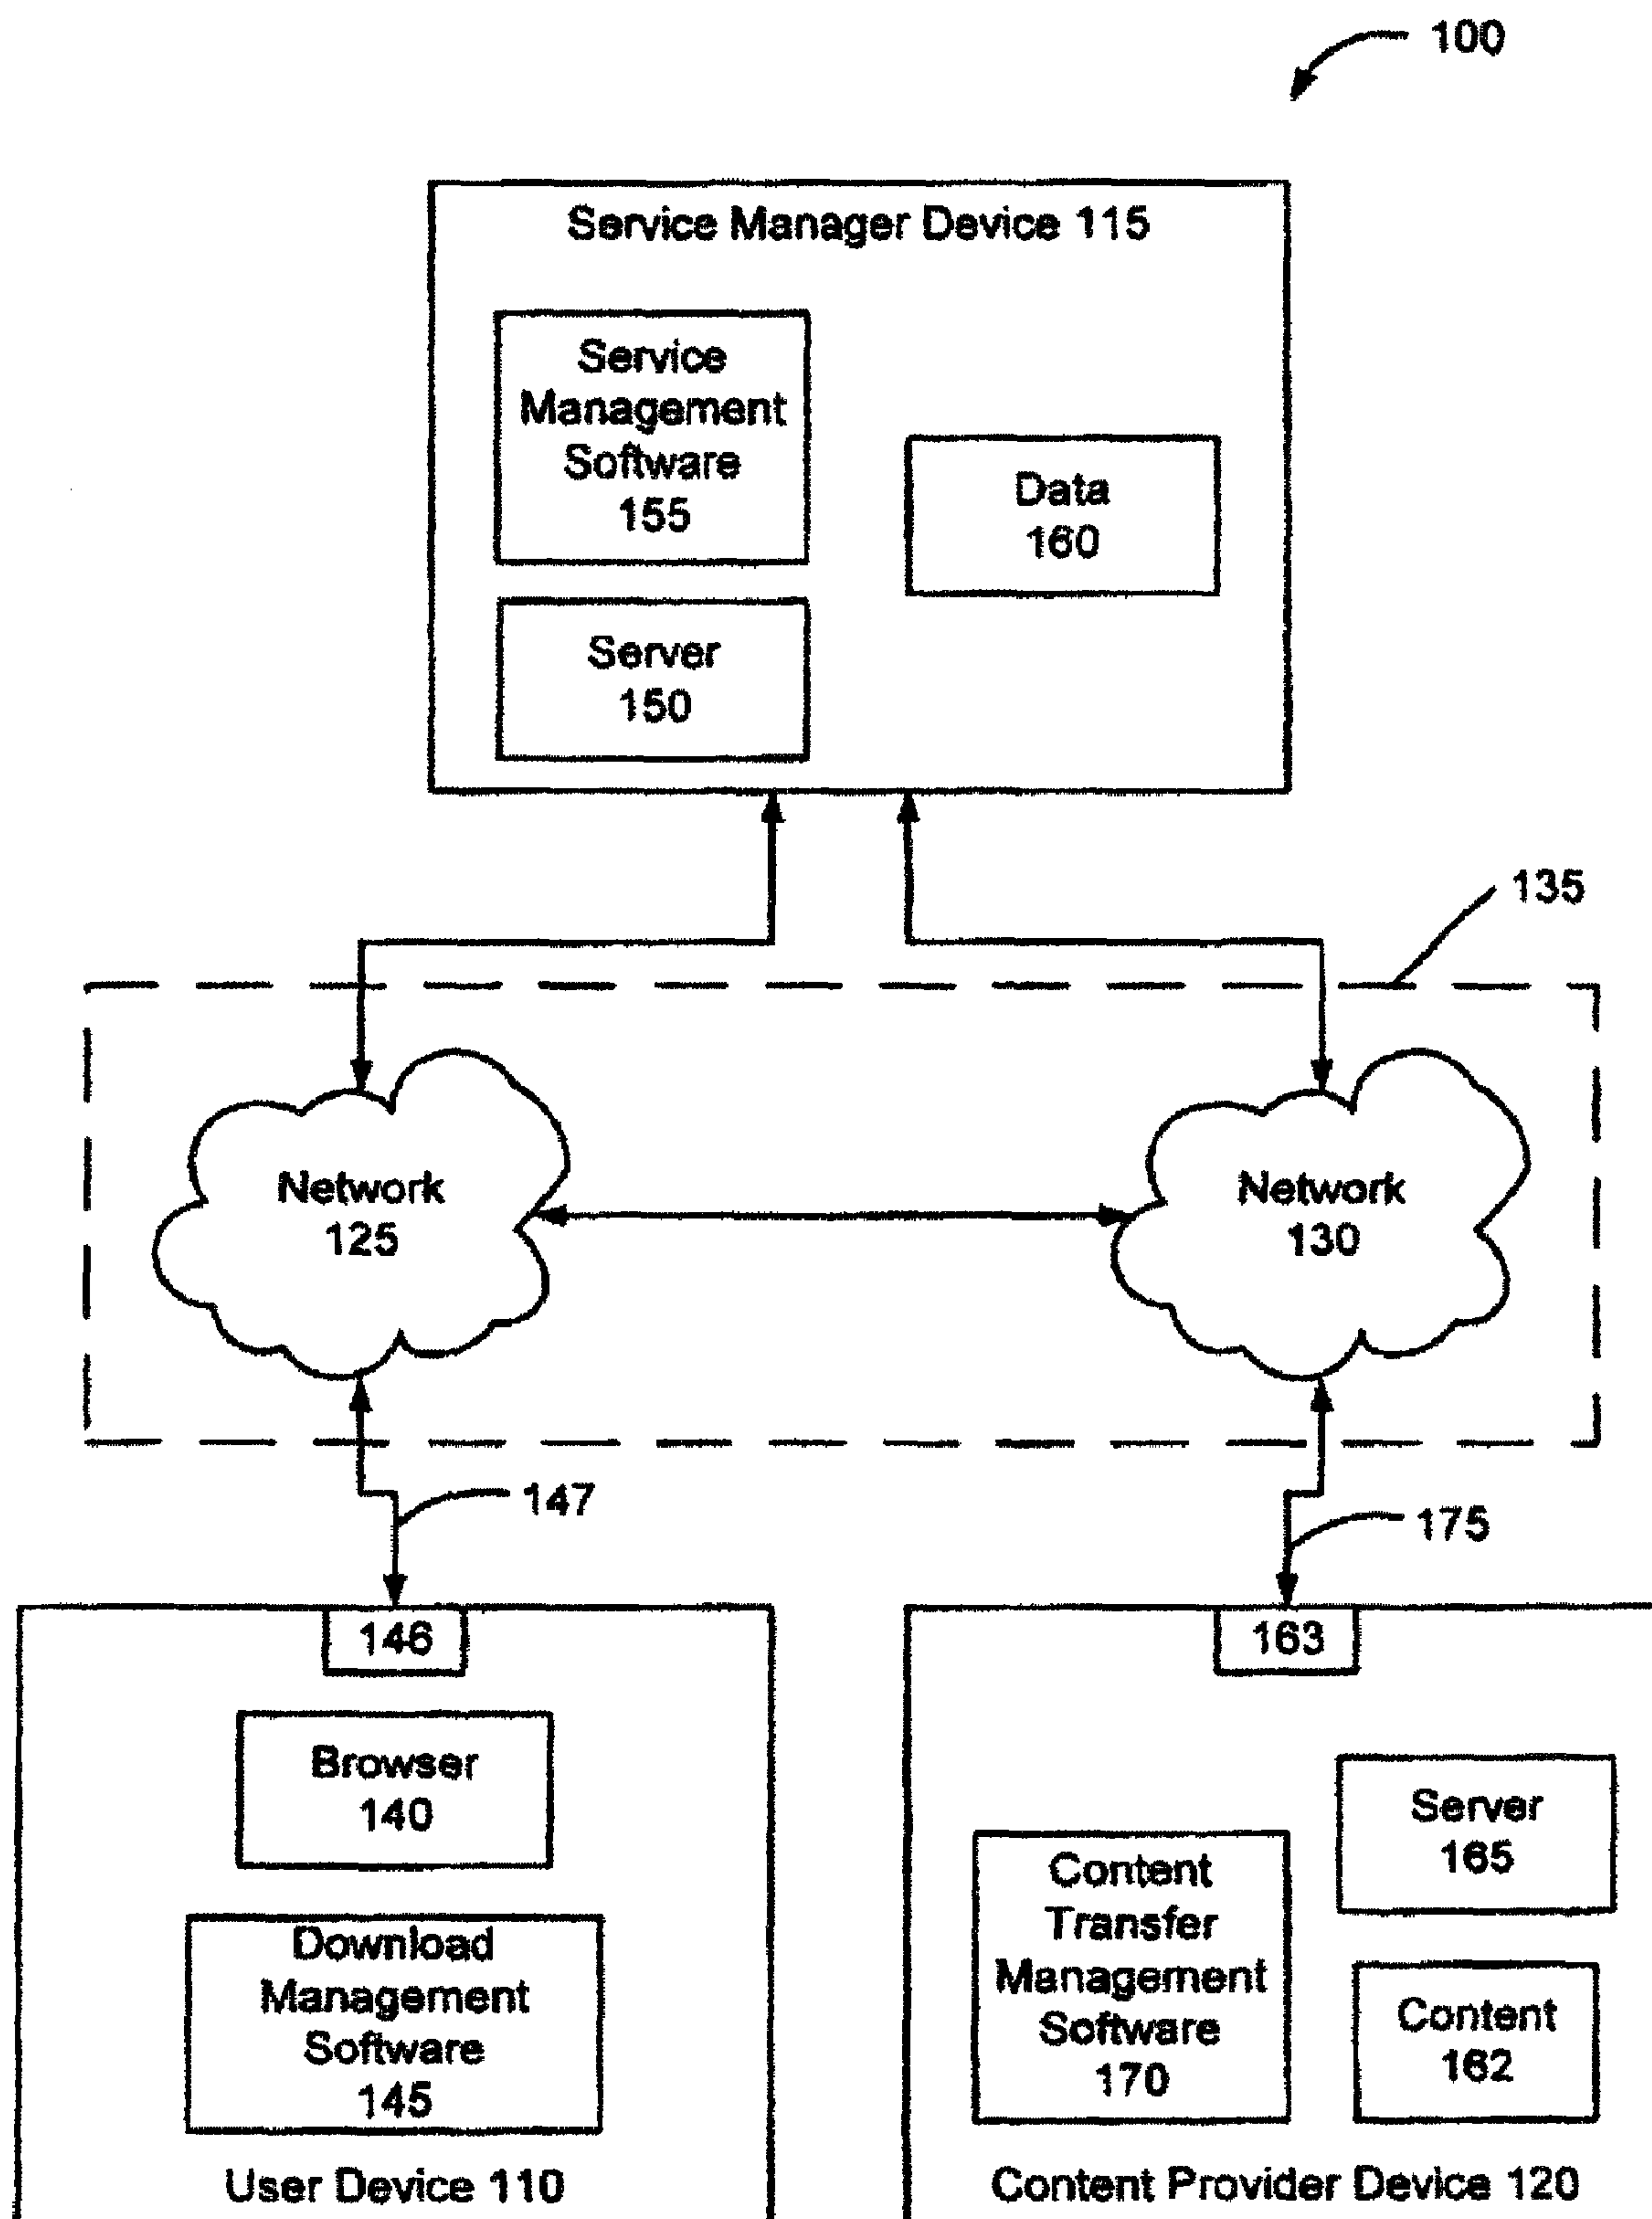 100
Service Manager Device 115
Service
Management
Software
155
Data
160
Server
150
135
Network
125
Network
130
147
175
146
163
Browser
140
Server
165
Content
Transfer
Management
Software
170
Download
Management
Software
145
Content
162
User Device 110
Content Provider Device 120